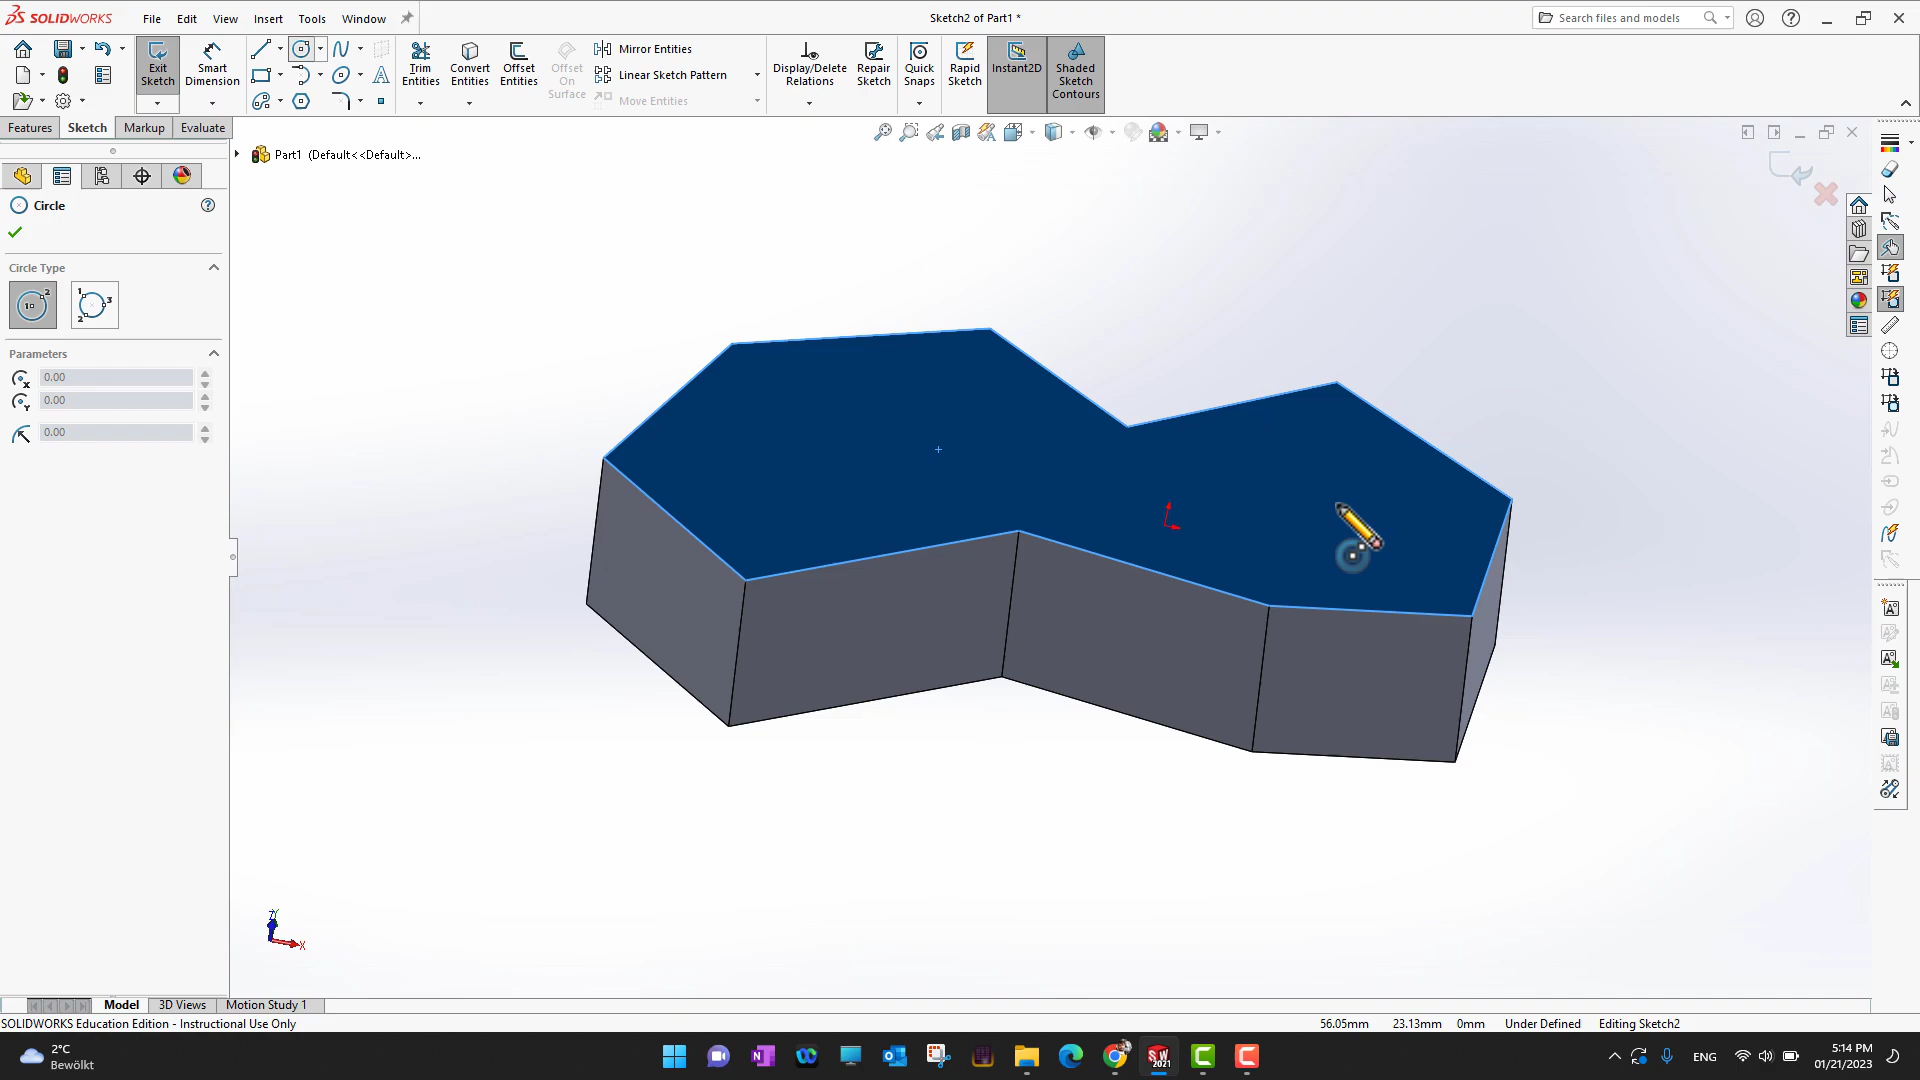 SOLIDWORKS File Edit View Insert Tools Window
Sketch2 of Part1 *
Search files and models
Exit Sketch
Smart Dimension
Trim Entities
Convert Entities
Offset Entities
Offset On Surface
Mirror Entities
Linear Sketch Pattern
Move Entities
Display/Delete Relations
Repair Sketch
Quick Snaps
Rapid Sketch
Instant2D
Shaded Sketch Contours
Features Sketch Markup Evaluate
Part1 (Default<<Default>...
Circle
Circle Type
Parameters
0.00
0.00
0.00
X
Model 3D Views Motion Study 1
SOLIDWORKS Education Edition - Instructional Use Only
56.05mm 23.13mm 0mm Under Defined Editing Sketch2
2°C
Bewölkt
SW
2021
ENG
5:14 PM
01/21/2023